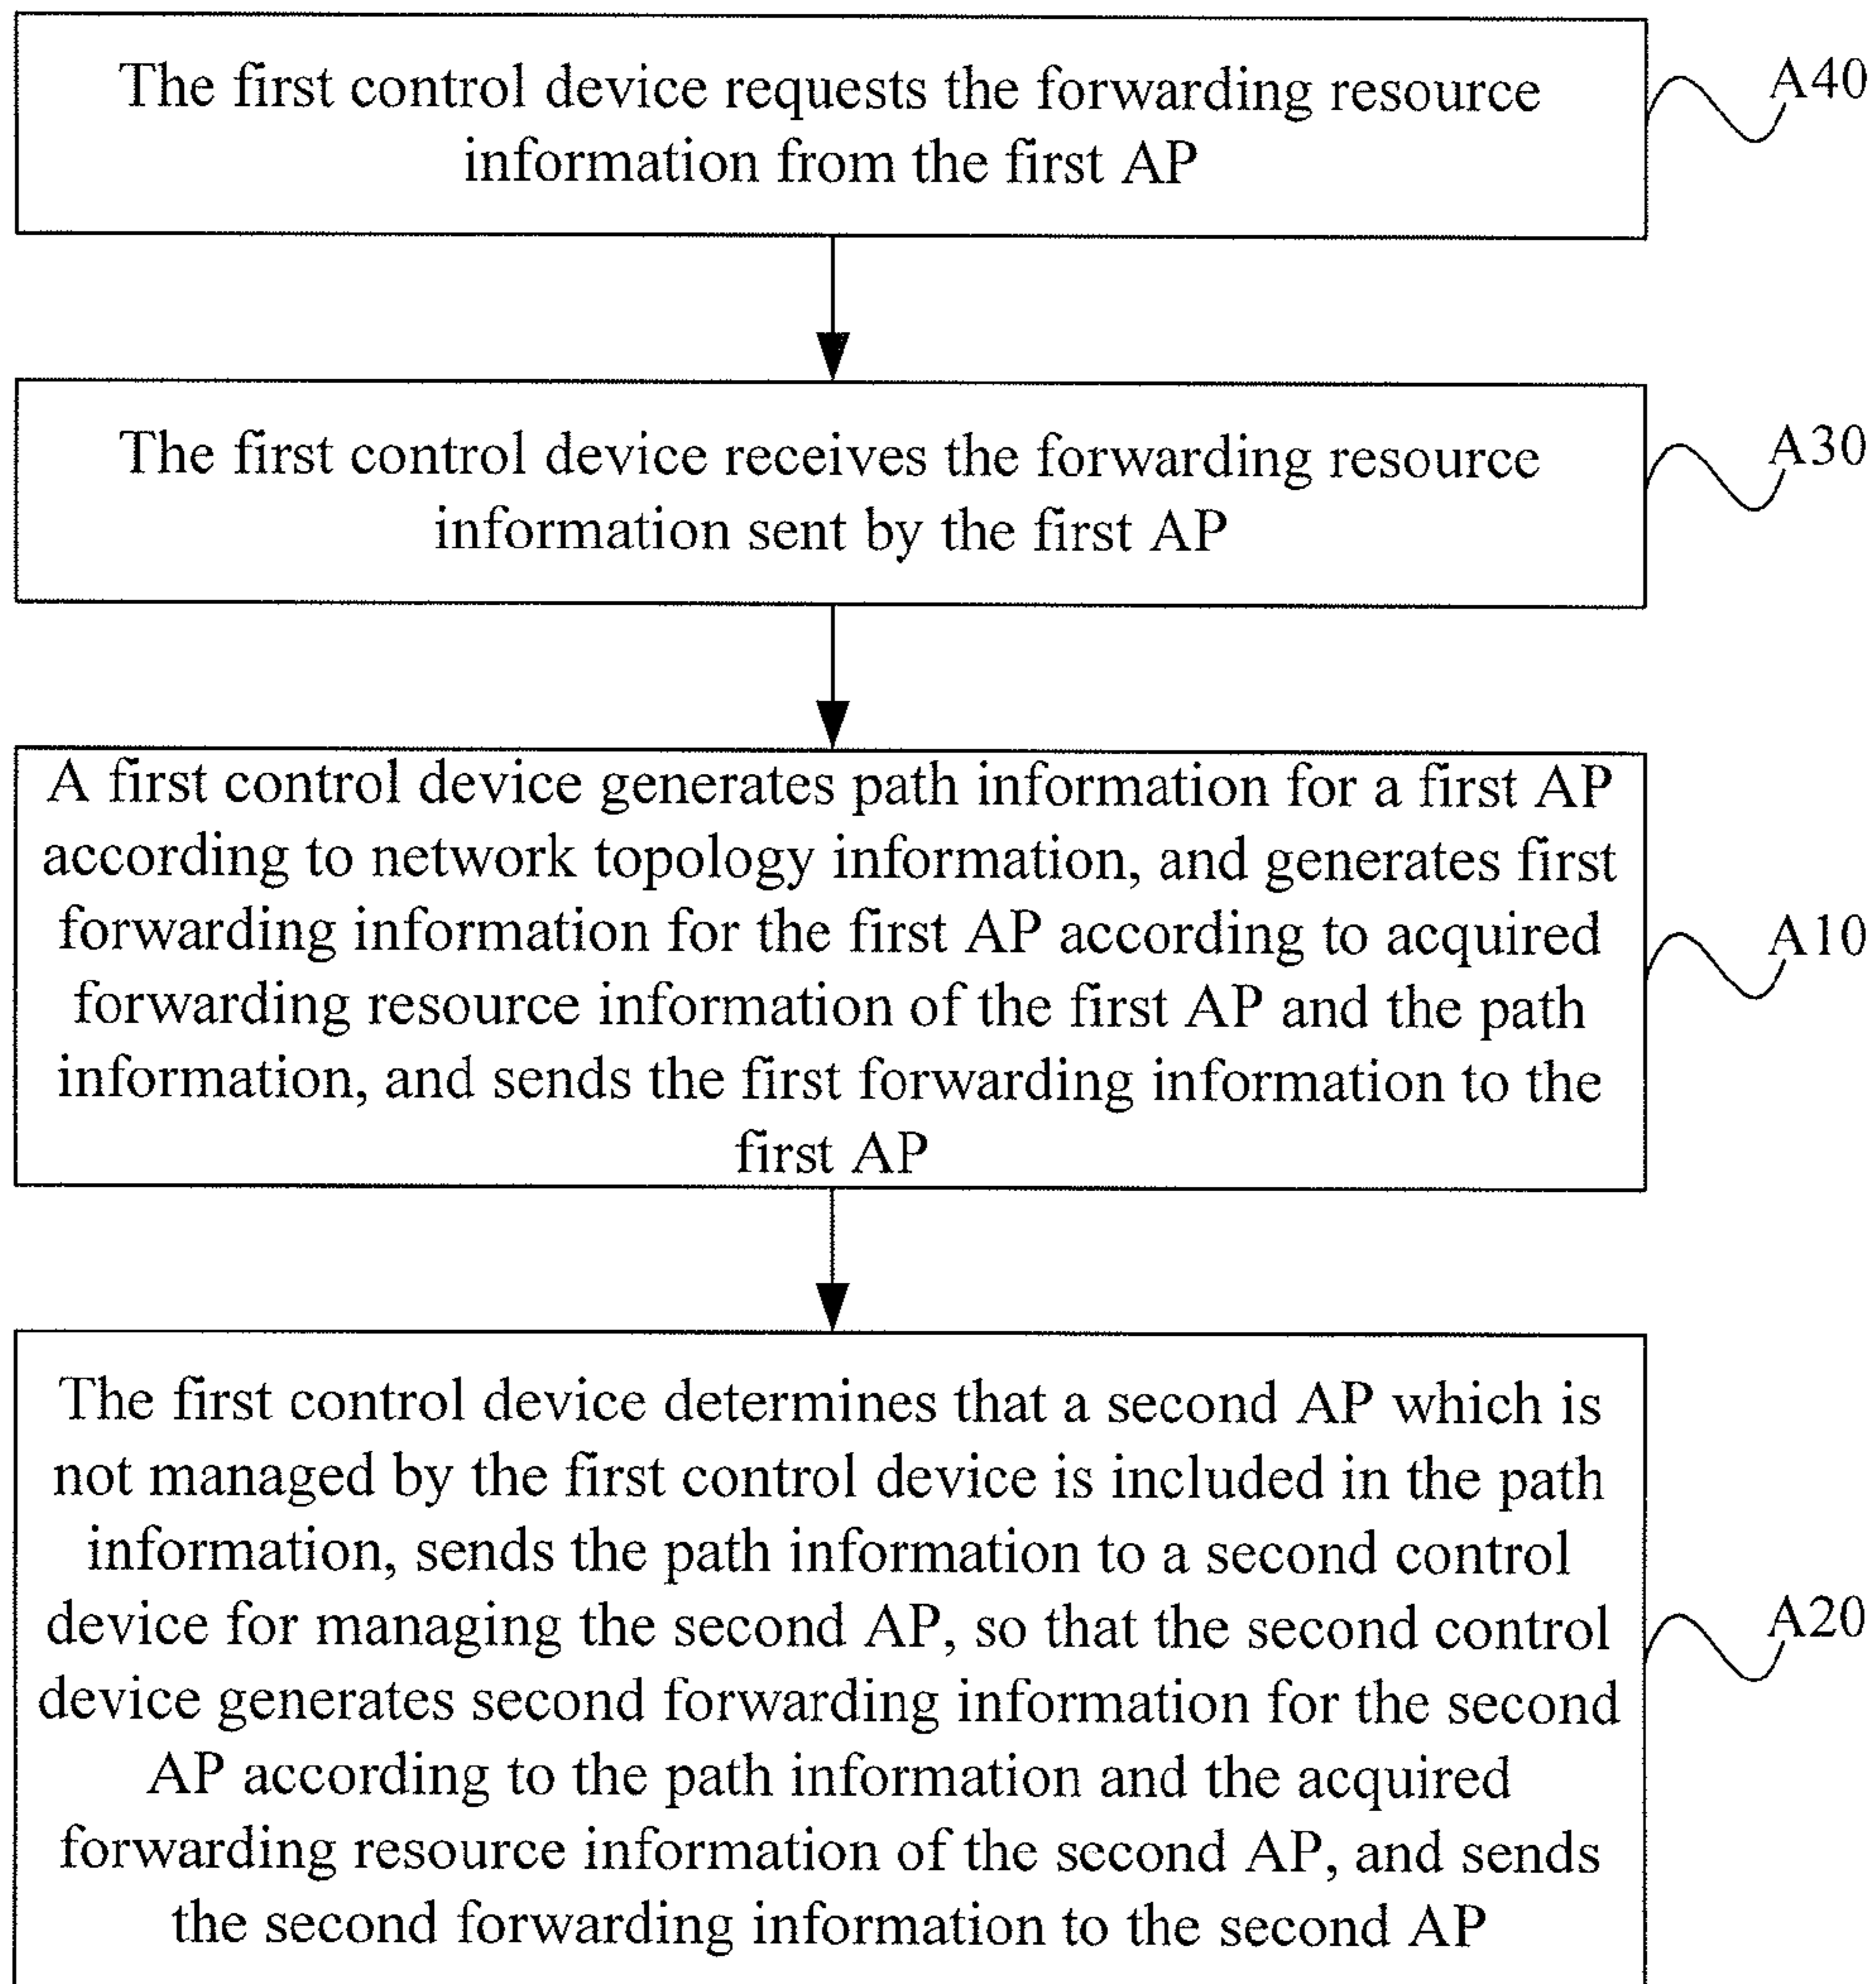 The first control device requests the forwarding resource
information from the first AP
A40
The first control device receives the forwarding resource
information sent by the first AP
A30
A first control device generates path information for a first AP
according to network topology information, and generates first
forwarding information for the first AP according to acquired
forwarding resource information of the first AP and the path
information, and sends the first forwarding information to the
first AP
A10
The first control device determines that a second AP which is
not managed by the first control device is included in the path
information, sends the path information to a second control
device for managing the second AP, so that the second control
device generates second forwarding information for the second
AP according to the path information and the acquired
forwarding resource information of the second AP, and sends
the second forwarding information to the second AP
A20